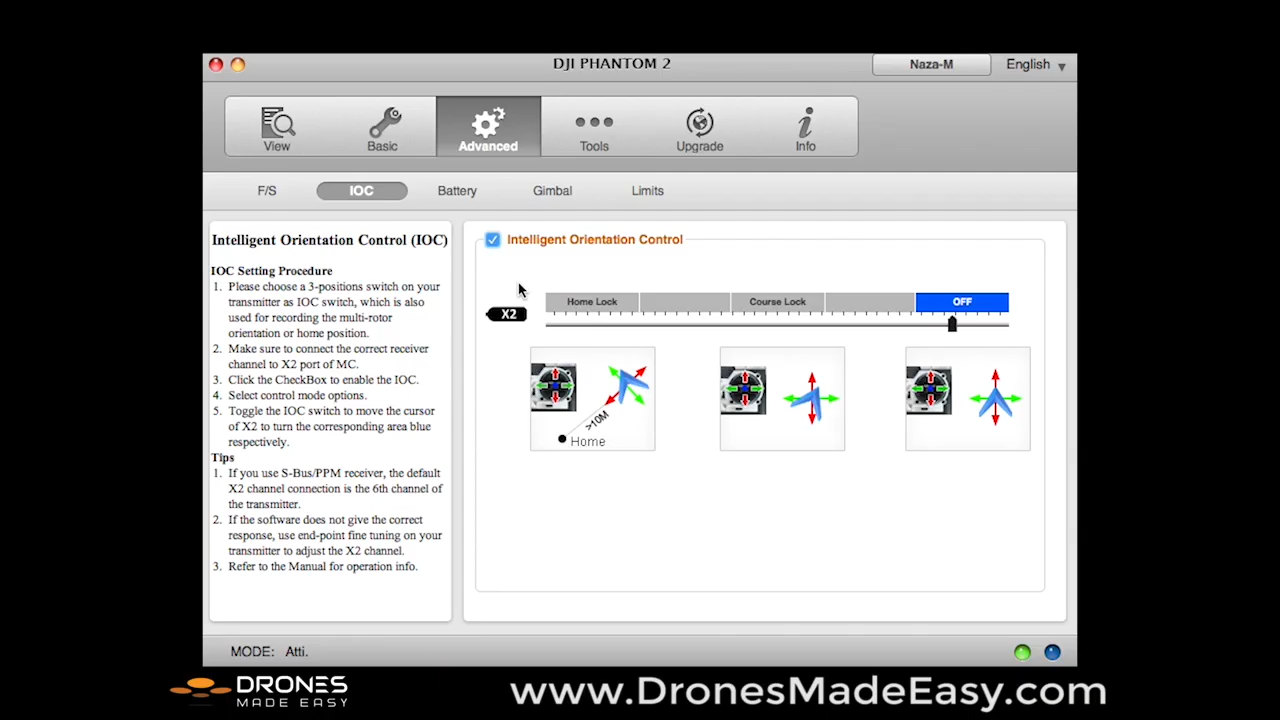 DJI PHANTOM 2
Naza-M
English
View
Basic
Advanced
Tools
Upgrade
Info
F/S
IOC
Battery
Gimbal
Limits
Intelligent Orientation Control (IOC)
IOC Setting Procedure
1. Please choose a 3-positions switch on your
transmitter as IOC switch, which is also
used for recording the multi-rotor
orientation or home position.
2. Make sure to connect the correct receiver
channel to X2 port of MC.
3. Click the CheckBox to enable the IOC.
4. Select control mode options.
5. Toggle the IOC switch to move the cursor
of X2 to turn the corresponding area blue
respectively.
Tips
1. If you use S-Bus/PPM receiver, the default
X2 channel connection is the 6th channel of
the transmitter.
2. If the software does not give the correct
response, use end-point fine tuning on your
transmitter to adjust the X2 channel.
3. Refer to the Manual for operation info.
Intelligent Orientation Control
Home Lock
Course Lock
OFF
X2
>10M
Home
MODE: Atti.
DRONES
MADE EASY
www.DronesMadeEasy.com